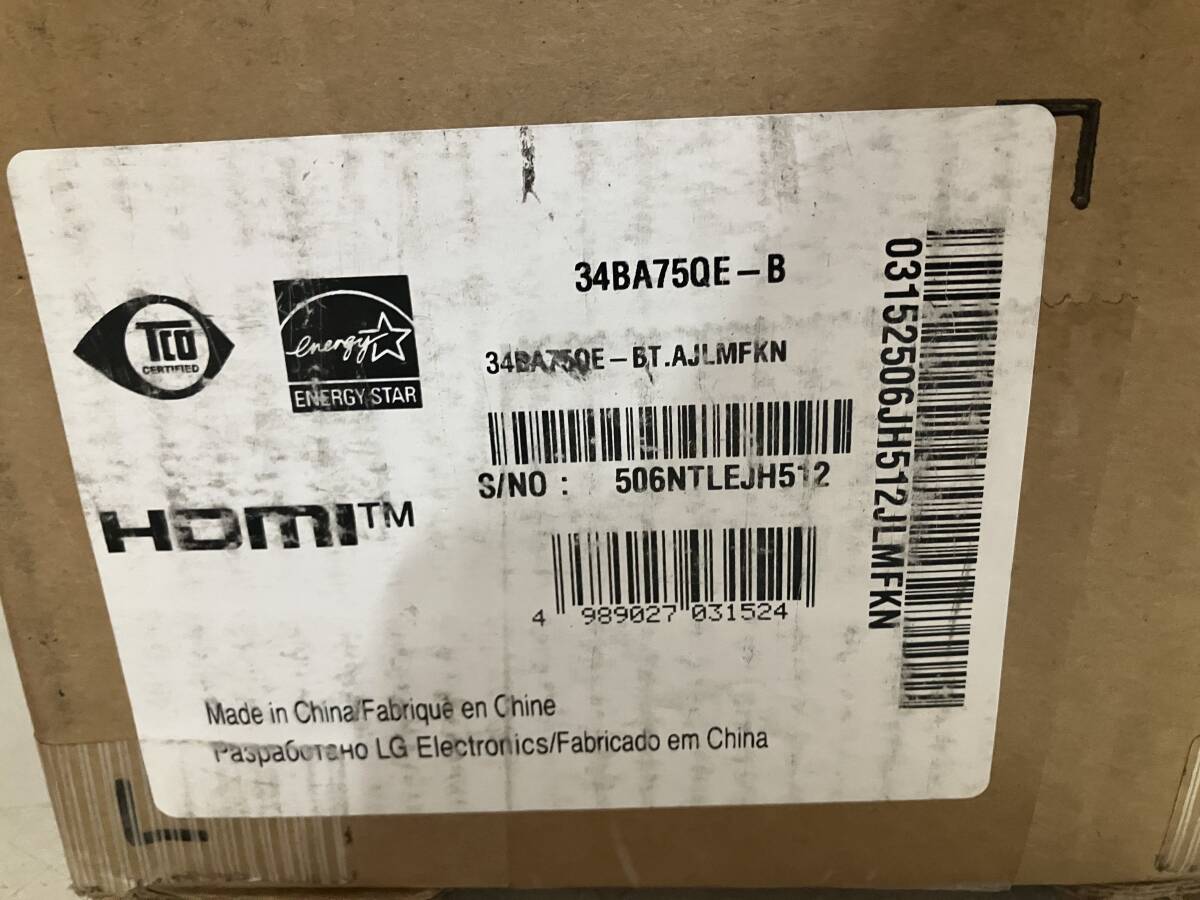 TCO
CERTIFIED
energy
ENERGY STAR
HDMI™
34BA75QE-B
34BA75QE-BT.AJLMFKN
S/NO : 506NTLEJH512
4 989027 031524
03152506JH512JLMFKN
Made in China/Fabriqué en Chine
Разработано LG Electronics/Fabricado em China